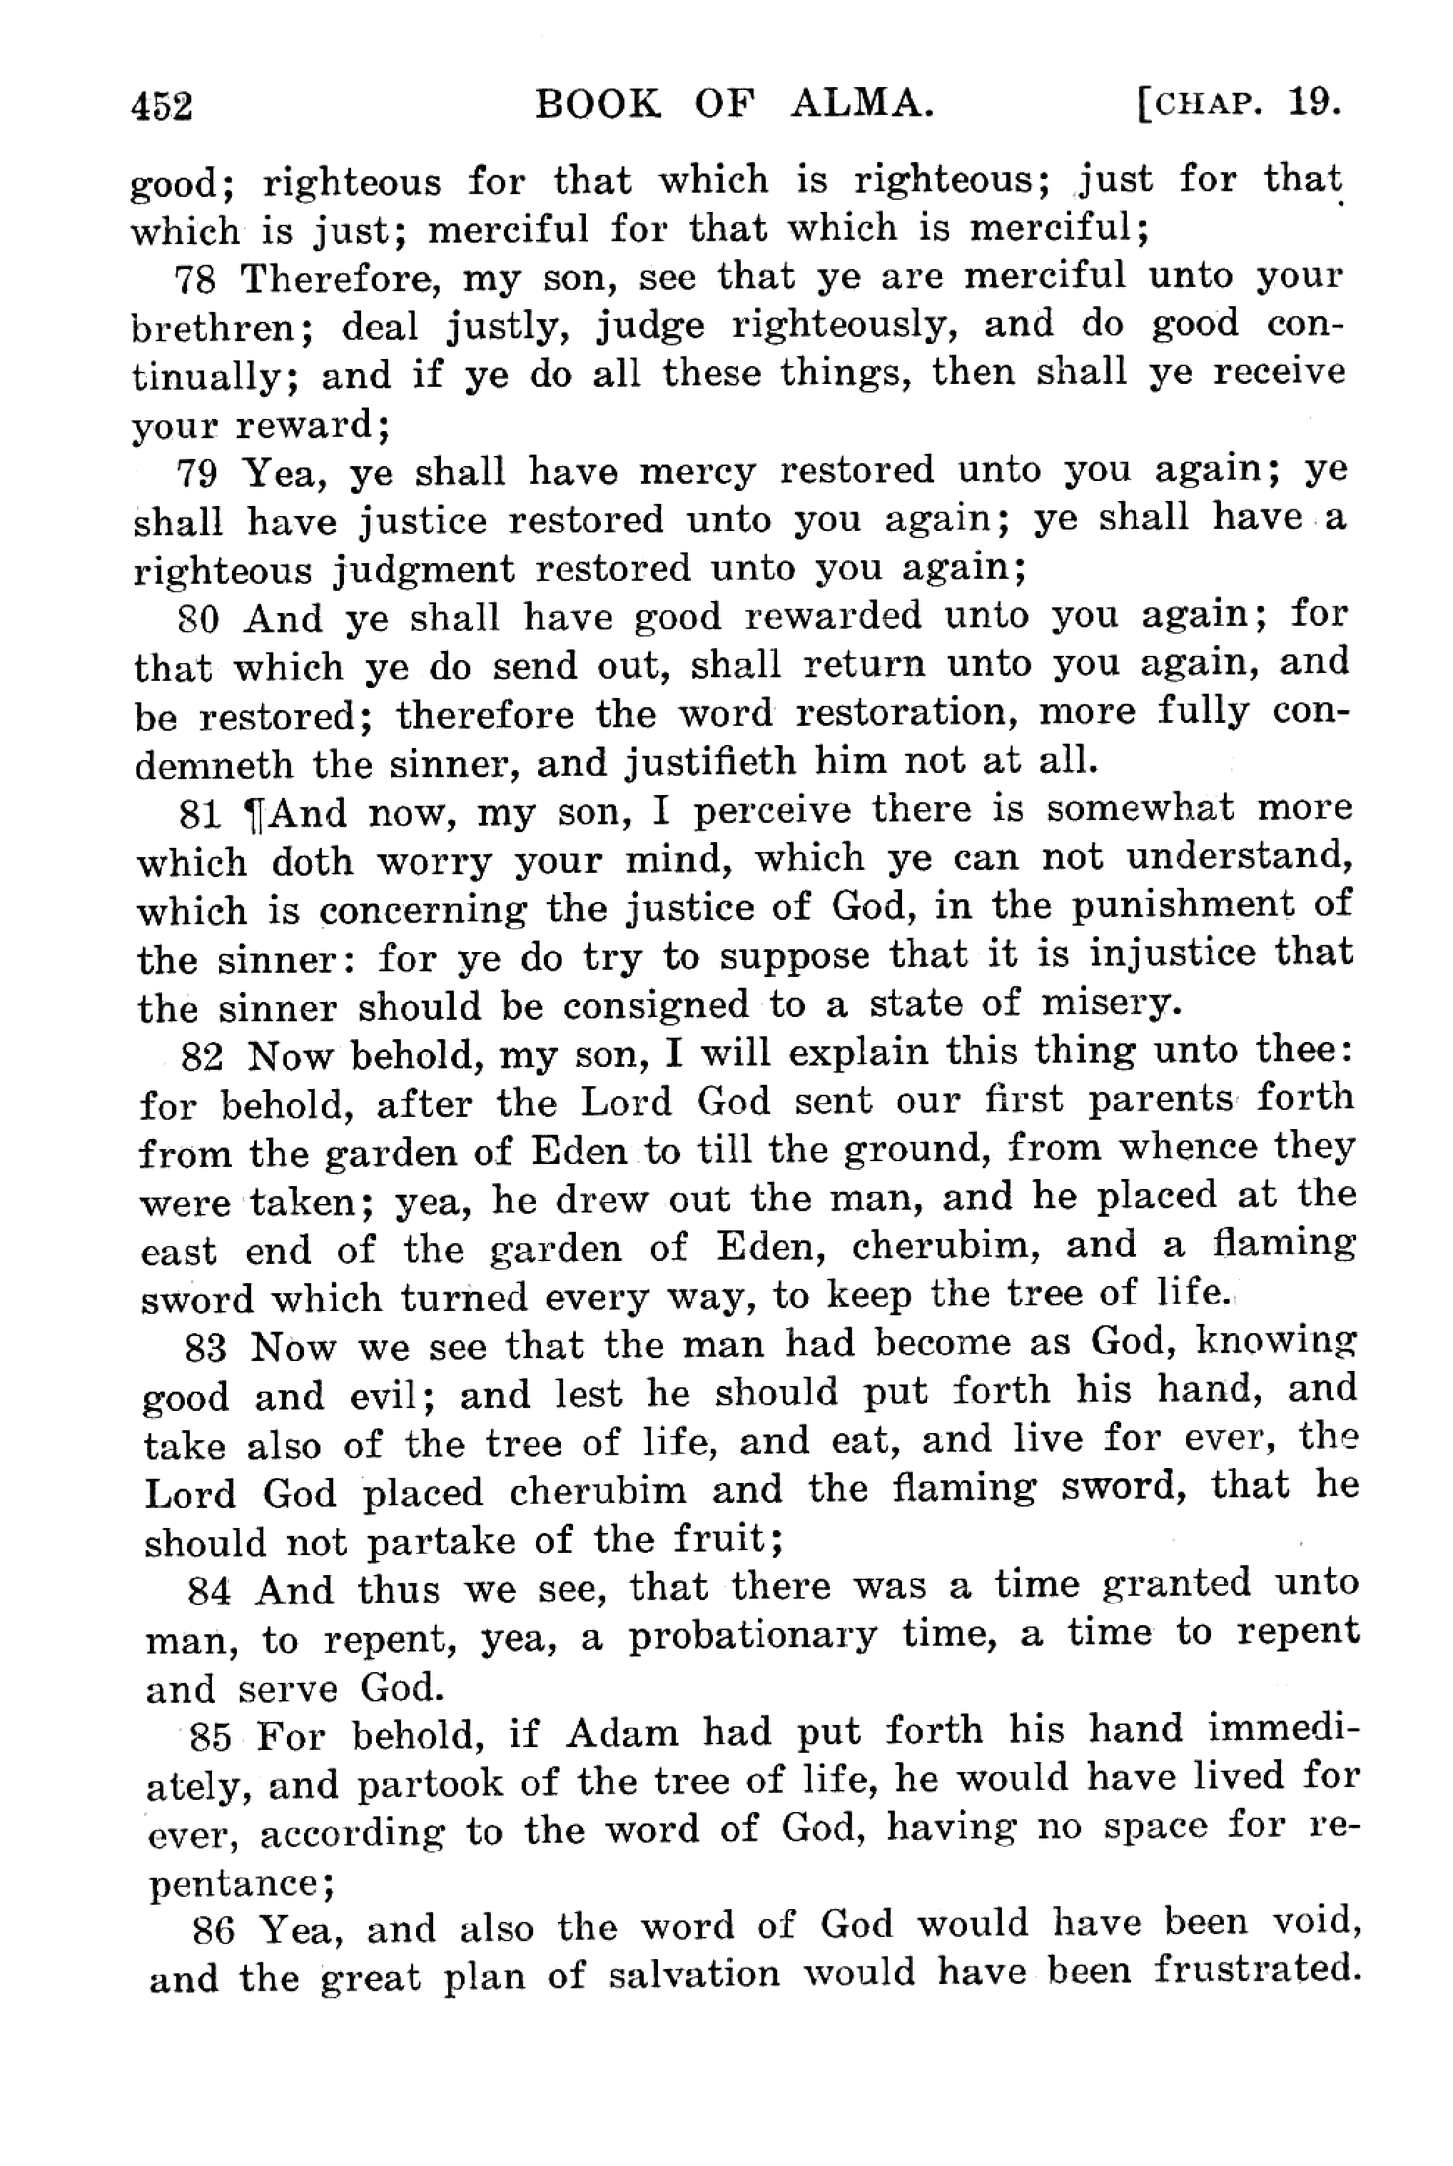 452 BOOK OF ALMA. [CHAP. 19.
good; righteous for that which is righteous; just for that
which is just; merciful for that which is merciful;
78 Therefore, my son, see that ye are merciful unto your
brethren; deal justly, judge righteously, and do good con-
tinually; and if ye do all these things, then shall ye receive
your reward;
79 Yea, ye shall have mercy restored unto you again; ye
shall have justice restored unto you again; ye shall have a
righteous judgment restored unto you again;
80 And ye shall have good rewarded unto you again; for
that which ye do send out, shall return unto you again, and
be restored; therefore the word restoration, more fully con-
demneth the sinner, and justifieth him not at all.
81 ¶And now, my son, I perceive there is somewhat more
which doth worry your mind, which ye can not understand,
which is concerning the justice of God, in the punishment of
the sinner: for ye do try to suppose that it is injustice that
the sinner should be consigned to a state of misery.
82 Now behold, my son, I will explain this thing unto thee:
for behold, after the Lord God sent our first parents forth
from the garden of Eden to till the ground, from whence they
were taken; yea, he drew out the man, and he placed at the
east end of the garden of Eden, cherubim, and a flaming
sword which turned every way, to keep the tree of life.
83 Now we see that the man had become as God, knowing
good and evil; and lest he should put forth his hand, and
take also of the tree of life, and eat, and live for ever, the
Lord God placed cherubim and the flaming sword, that he
should not partake of the fruit;
84 And thus we see, that there was a time granted unto
man, to repent, yea, a probationary time, a time to repent
and serve God.
85 For behold, if Adam had put forth his hand immedi-
ately, and partook of the tree of life, he would have lived for
ever, according to the word of God, having no space for re-
pentance;
86 Yea, and also the word of God would have been void,
and the great plan of salvation would have been frustrated.